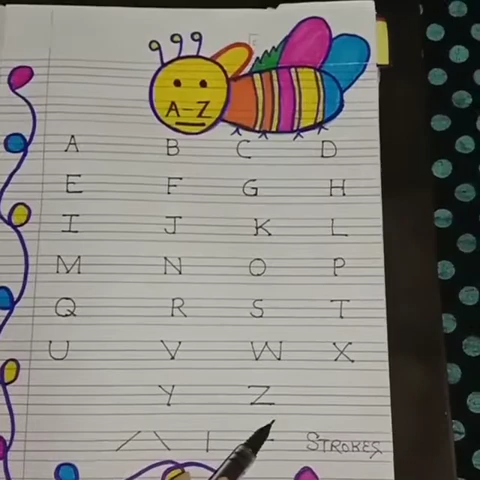 A-Z
A B C D
E F G H
I J K L
M N O P
Q R S T
U V W X
Y Z
STROKES